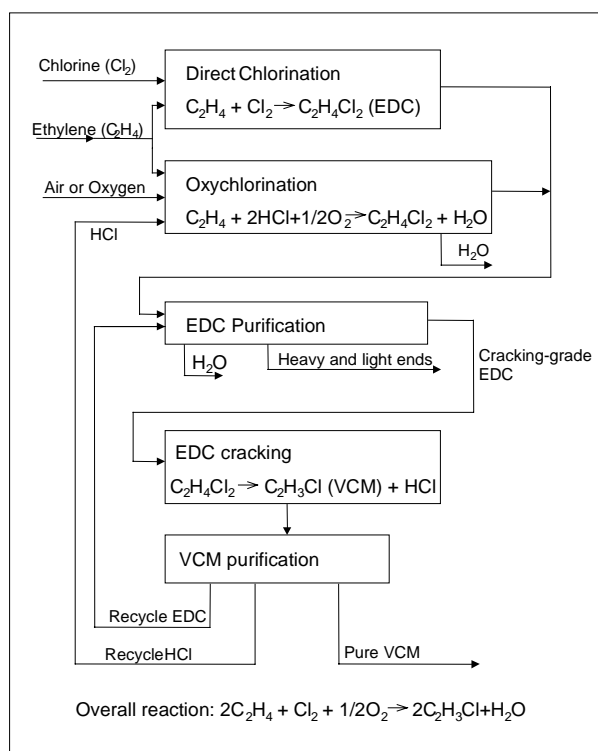 Chlorine (Cl₂)
Direct Chlorination
C₂H₄ + Cl₂→C₂H₄Cl₂ (EDC)
Ethylene (C₂H₄)
Air or Oxygen
HCl
Oxychlorination
C₂H₄ + 2HCl+1/2O₂→C₂H₄Cl₂ + H₂O
H₂O
EDC Purification
H₂O
Heavy and light ends
Cracking-grade
EDC
EDC cracking
C₂H₄Cl₂→ C₂H₃Cl (VCM) + HCl
VCM purification
Recycle EDC
RecycleHCl
Pure VCM
Overall reaction: 2C₂H₄ + Cl₂ + 1/2O₂→ 2C₂H₃Cl+H₂O